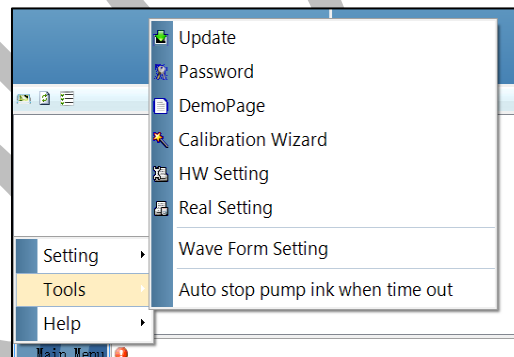 Update
Password
DemoPage
Calibration Wizard
HW Setting
Real Setting
Wave Form Setting
Auto stop pump ink when time out
Setting
Tools
Help
Main Menu